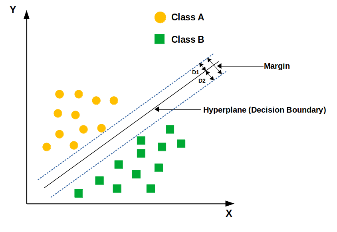 Y
Class A
Class B
D1
D2
Margin
Hyperplane (Decision Boundary)
X